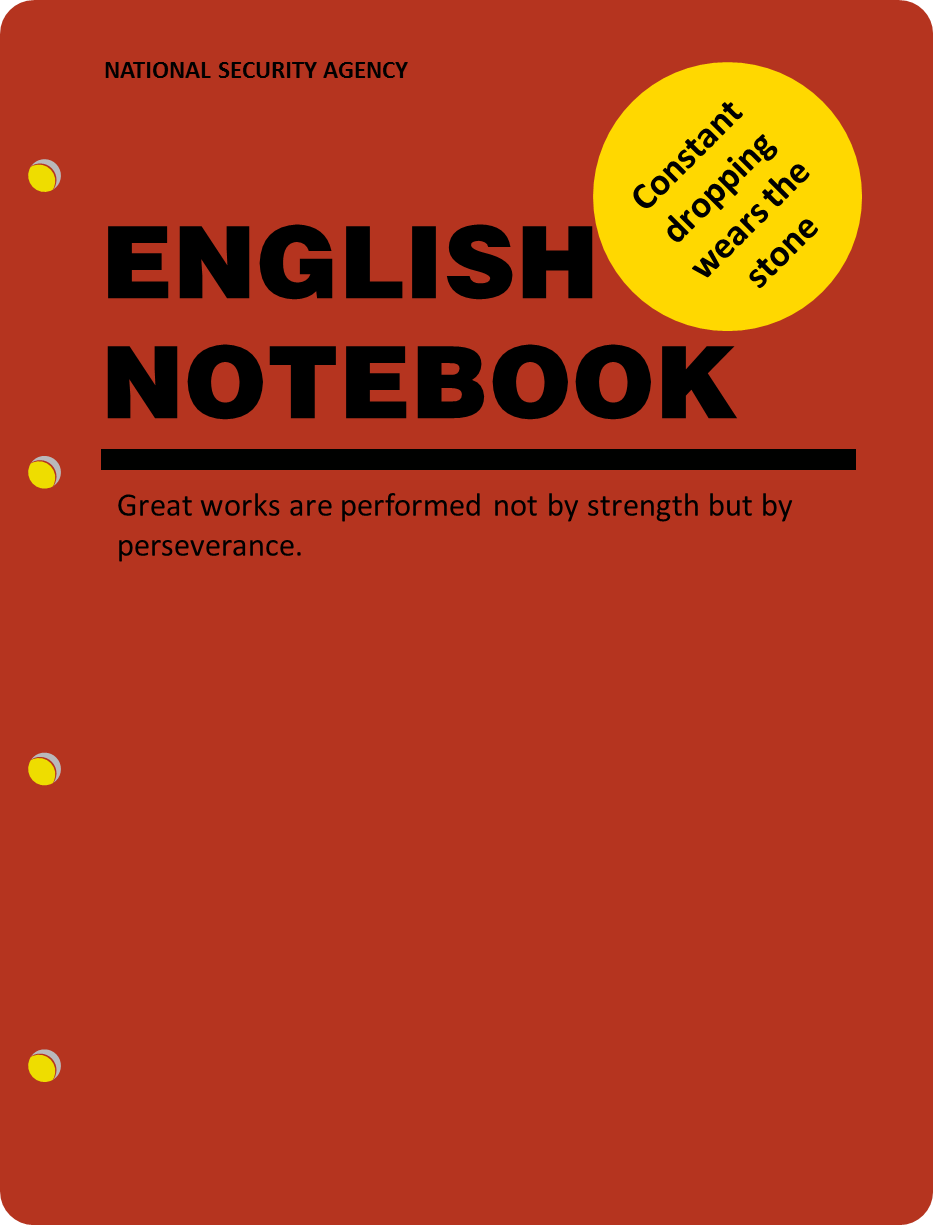 NATIONAL SECURITY AGENCY
Constant
dropping
wears the
stone
ENGLISH
NOTEBOOK
Great works are performed not by strength but by
perseverance.